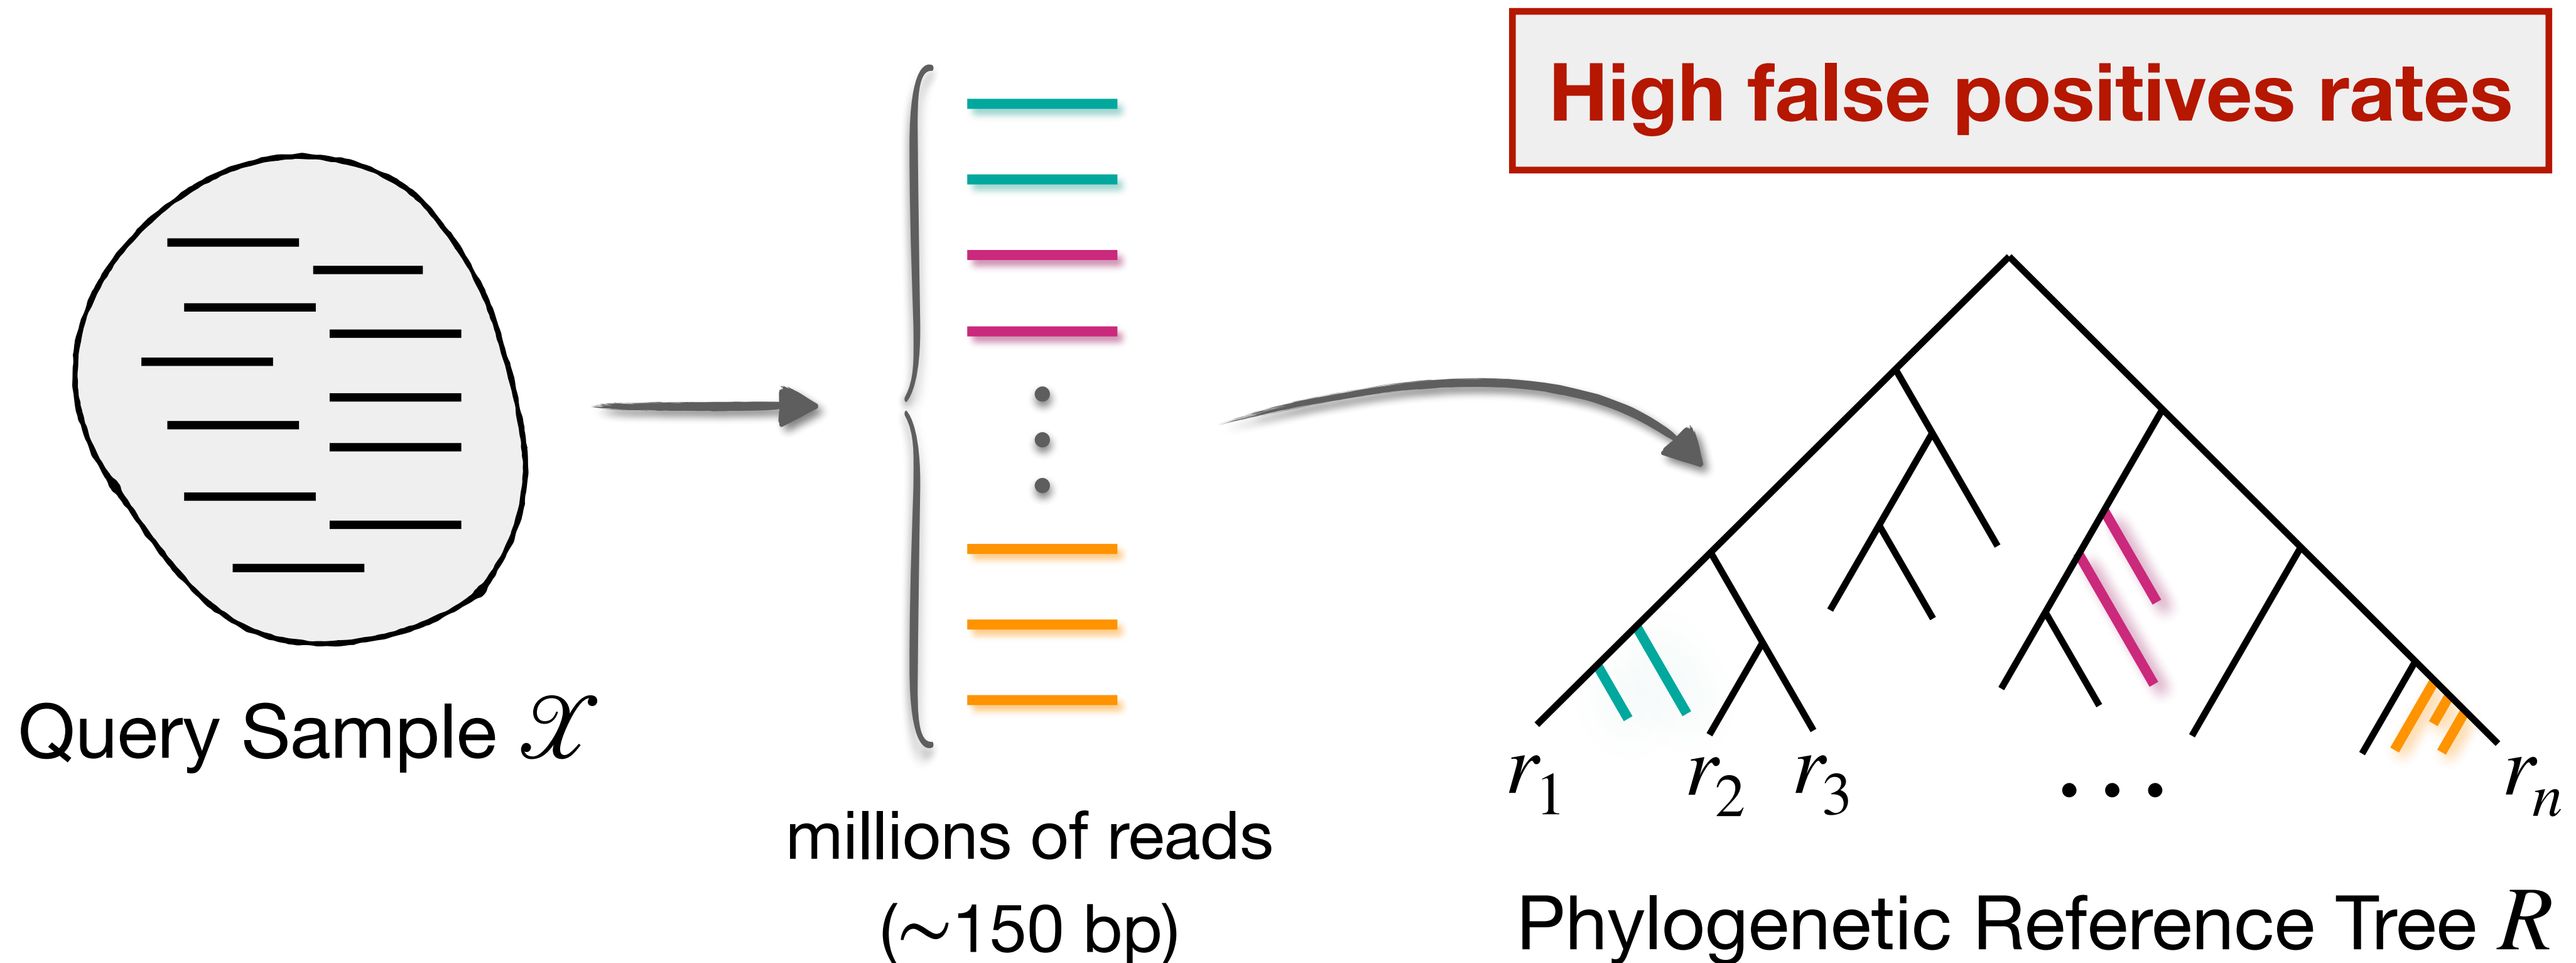 High false positives rates
Query Sample 𝒳
millions of reads
(~150 bp)
r₁ r₂ r₃ ... rₙ
Phylogenetic Reference Tree R